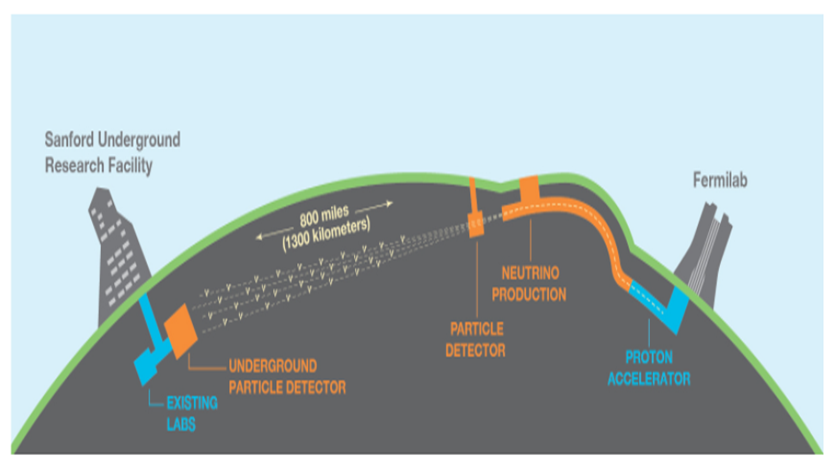 Sanford Underground
Research Facility
Fermilab
800 miles
(1300 kilometers)
NEUTRINO
PRODUCTION
PARTICLE
DETECTOR
PROTON
ACCELERATOR
UNDERGROUND
PARTICLE DETECTOR
EXISTING
LABS